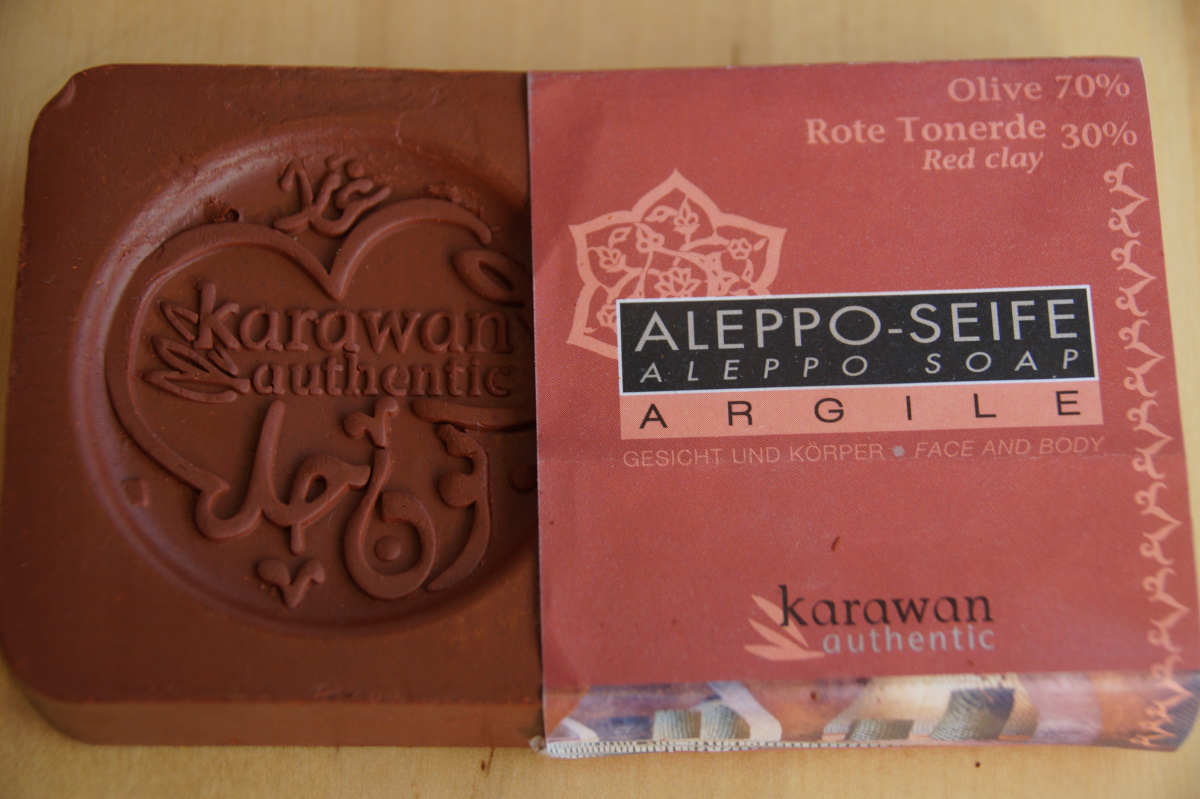 karawan
authentic
Olive 70%
Rote Tonerde 30%
Red clay
ALEPPO-SEIFE
ALEPPO SOAP
ARGILE
GESICHT UND KÖRPER • FACE AND BODY
karawan
authentic